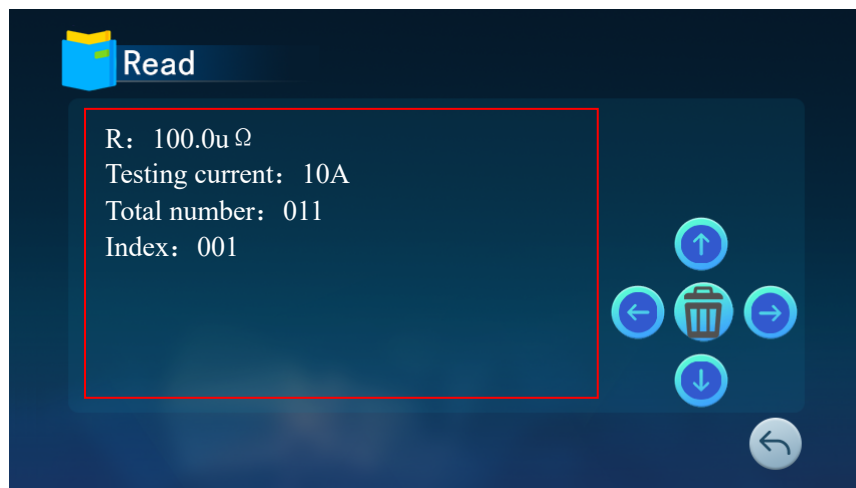 Read
R：100.0uΩ
Testing current：10A
Total number：011
Index：001